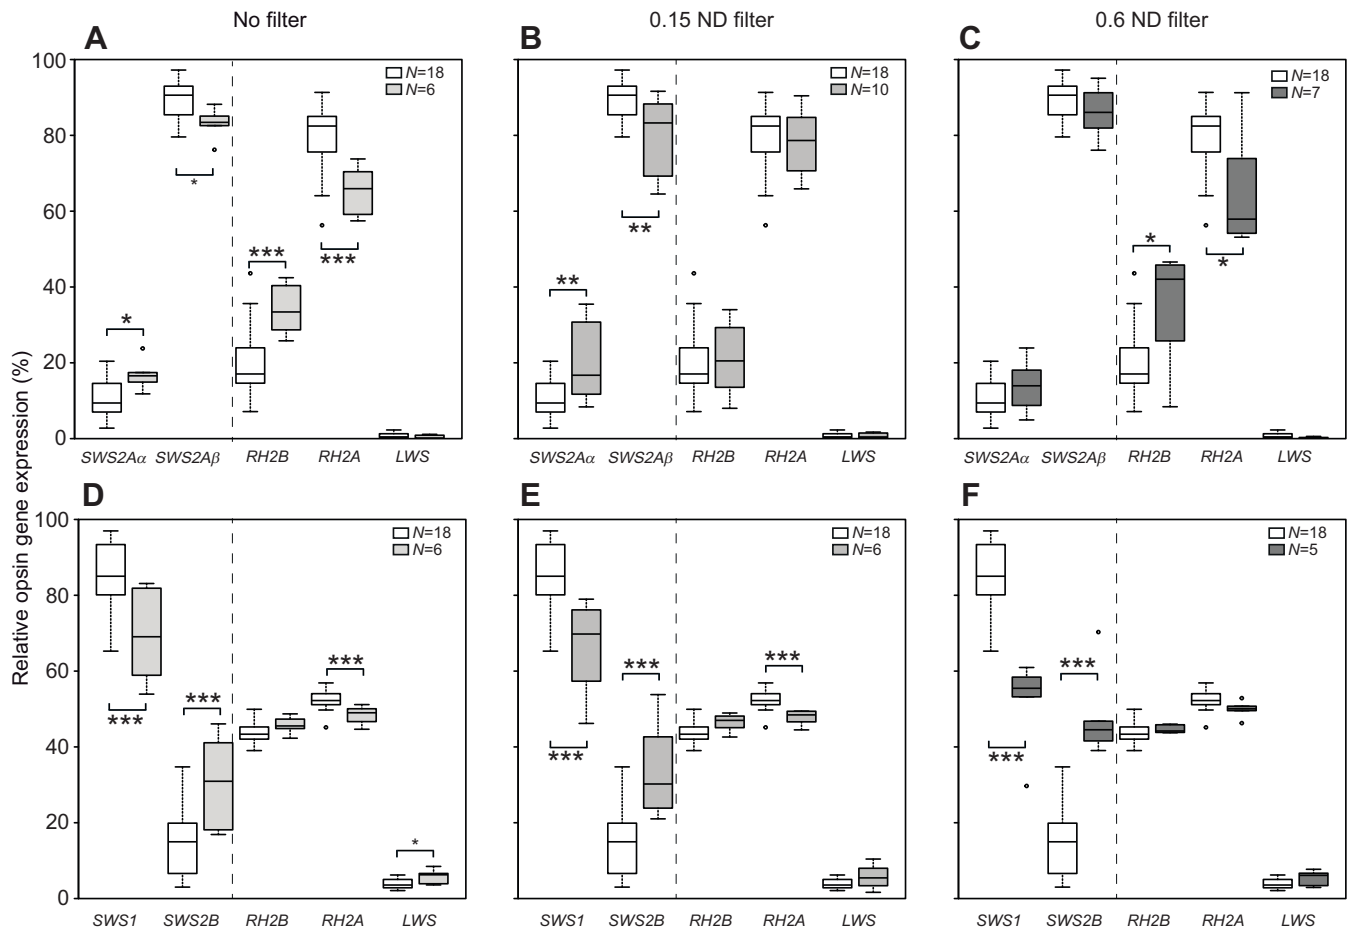 No filter 0.15 ND filter 0.6 ND filter
A B C
N=18 N=18 N=18
N=6 N=10 N=7
100
80
60
40
20
0
* * *** *** ** ** * *
SWS2Aα SWS2Aβ RH2B RH2A LWS SWS2Aα SWS2Aβ RH2B RH2A LWS SWS2Aα SWS2Aβ RH2B RH2A LWS
Relative opsin gene expression (%)
D E F
N=18 N=18 N=18
N=6 N=6 N=5
100
80
60
40
20
0
*** *** *** * *** *** *** *** ***
SWS1 SWS2B RH2B RH2A LWS SWS1 SWS2B RH2B RH2A LWS SWS1 SWS2B RH2B RH2A LWS